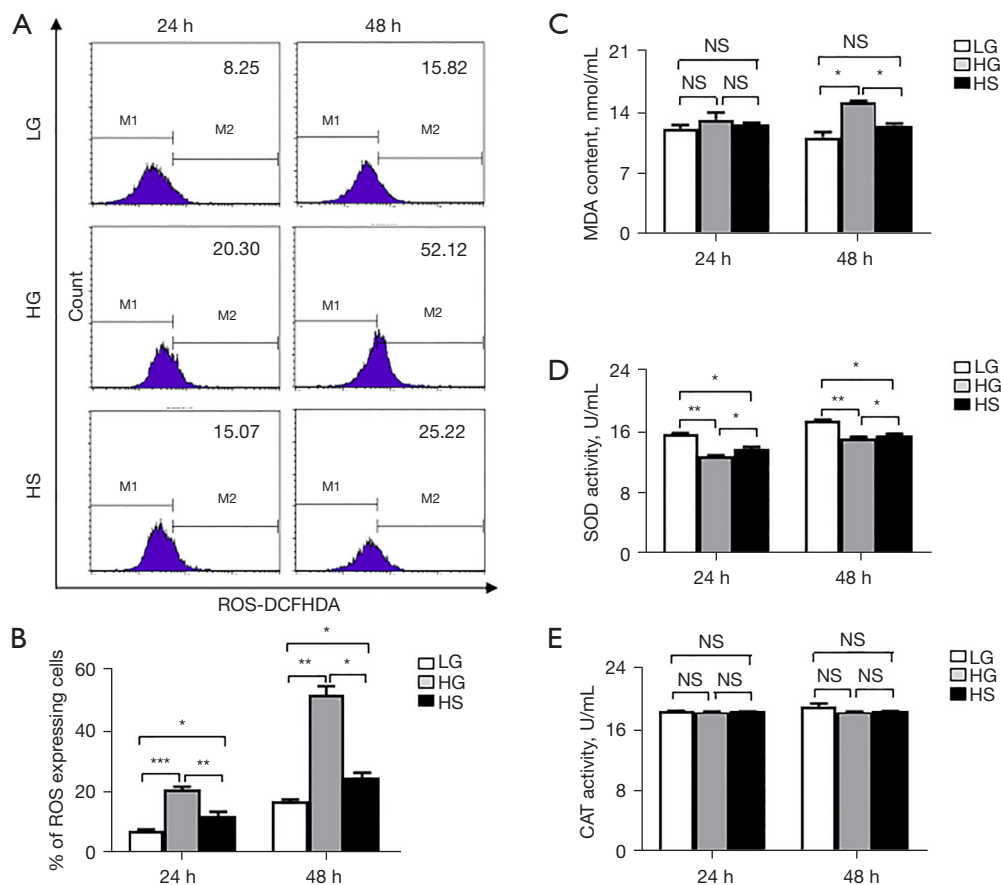 A
24 h
48 h
LG
8.25
M1
M2
15.82
M1
M2
HG
Count
20.30
M1
M2
52.12
M1
M2
HS
15.07
M1
M2
25.22
M1
M2
ROS-DCFHDA
B
% of ROS expressing cells
60
40
20
0
*
***
**
*
**
*
24 h
48 h
LG
HG
HS
C
MDA content, nmol/mL
21
14
7
0
NS
NS
NS
NS
*
*
24 h
48 h
LG
HG
HS
D
SOD activity, U/mL
24
16
8
0
*
**
*
*
**
*
24 h
48 h
LG
HG
HS
E
CAT activity, U/mL
24
16
8
0
NS
NS
NS
NS
NS
NS
24 h
48 h
LG
HG
HS